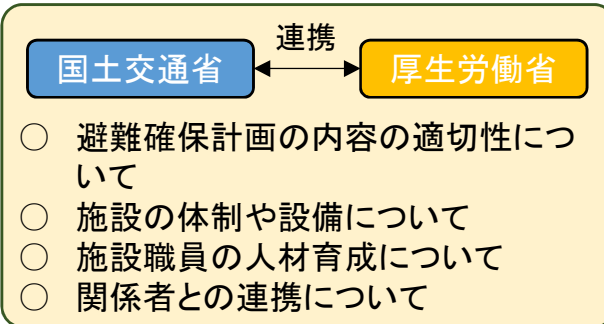 連携
国土交通省 厚生労働省
○ 避難確保計画の内容の適切性につ
いて
○ 施設の体制や設備について
○ 施設職員の人材育成について
○ 関係者との連携について